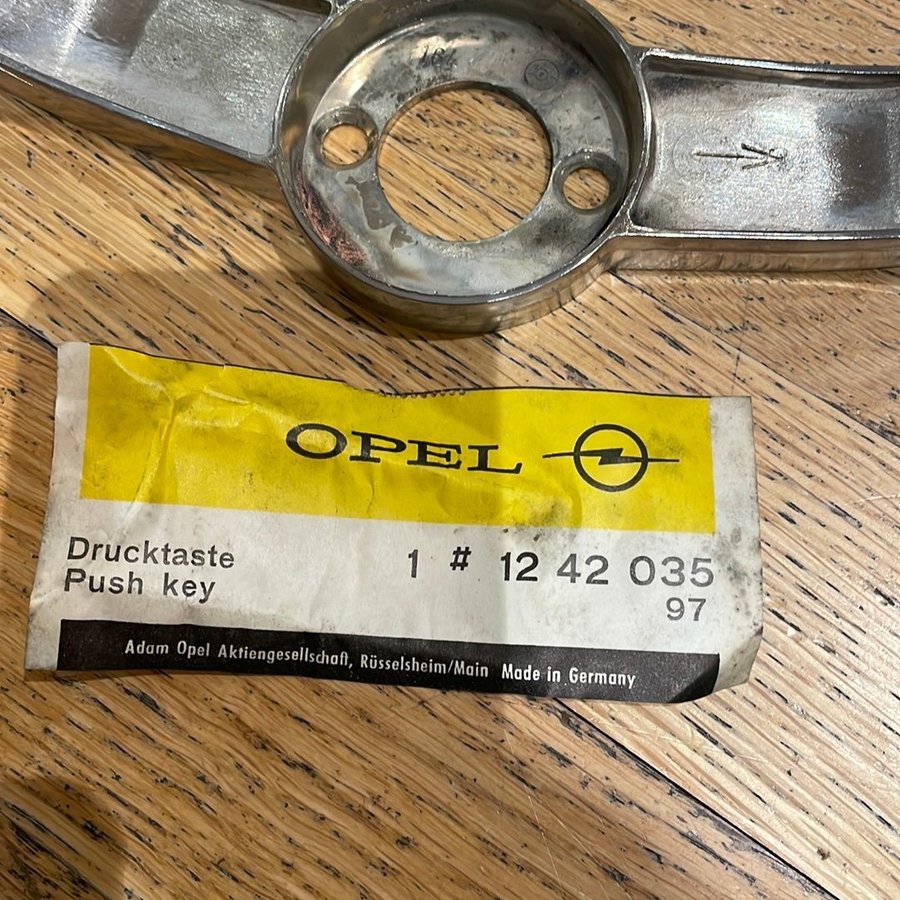 OPEL
Drucktaste 1 # 12 42 035
Push key 97
Adam Opel Aktiengesellschaft, Rüsselsheim/Main Made in Germany